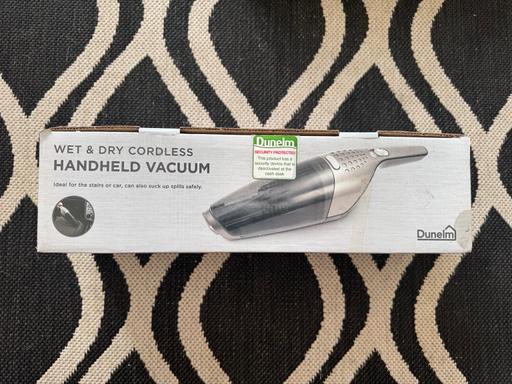 WET & DRY CORDLESS
HANDHELD VACUUM
Ideal for the stairs or car, can also suck up spills safely.
Dunelm
SECURITY PROTECTED
This product has a
security device that is
deactivated at the
cash desk
Dunelm